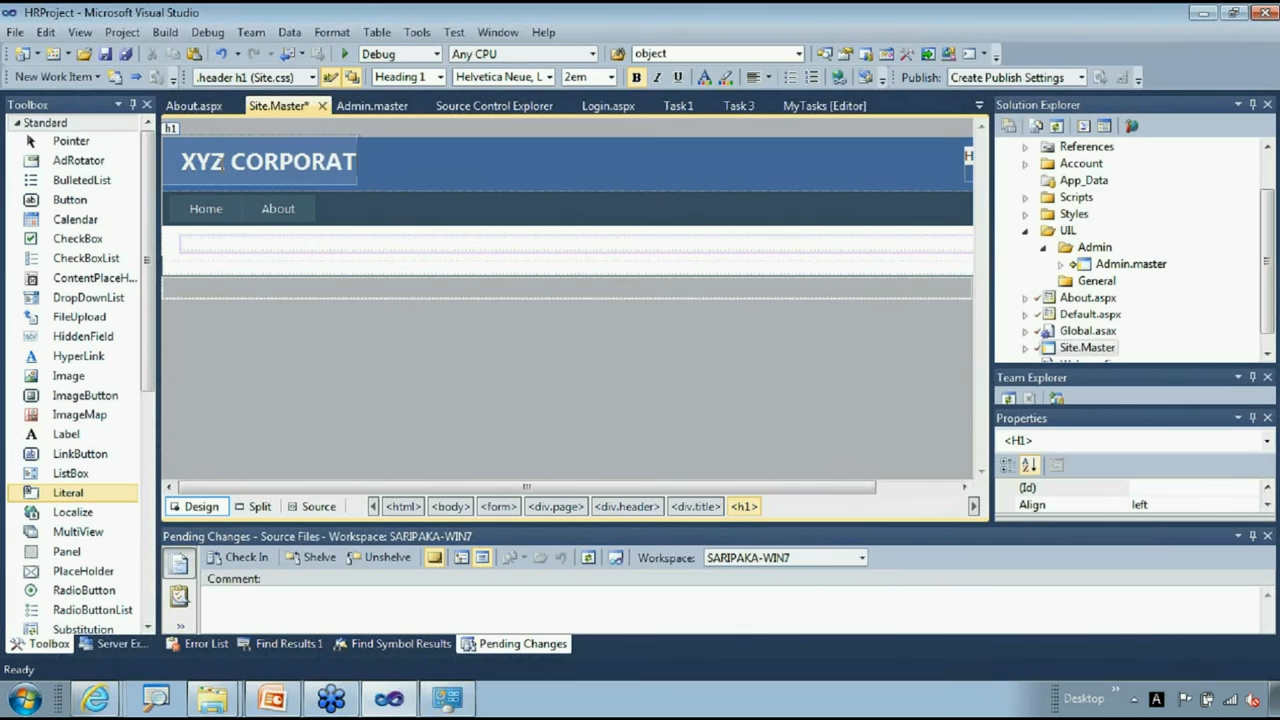 HRProject - Microsoft Visual Studio
File Edit View Project Build Debug Team Data Format Table Tools Test Window Help
Debug Any CPU object
New Work Item .header h1 (Site.css) Heading 1 Helvetica Neue, L 2em B I U A Publish: Create Publish Settings
Toolbox
Standard
Pointer
AdRotator
BulletedList
Button
Calendar
CheckBox
CheckBoxList
ContentPlaceH...
DropDownList
FileUpload
HiddenField
HyperLink
Image
ImageButton
ImageMap
Label
LinkButton
ListBox
Literal
Localize
MultiView
Panel
PlaceHolder
RadioButton
RadioButtonList
Substitution
Toolbox Server Ex...
About.aspx Site.Master* Admin.master Source Control Explorer Login.aspx Task1 Task 3 MyTasks [Editor]
h1
XYZ CORPORAT
H
Home About
Design Split Source <html> <body> <form> <div.page> <div.header> <div.title> <h1>
Pending Changes - Source Files - Workspace: SARIPAKA-WIN7
Check In Shelve Unshelve Workspace: SARIPAKA-WIN7
Comment:
Error List Find Results 1 Find Symbol Results Pending Changes
Solution Explorer
References
Account
App_Data
Scripts
Styles
UIL
Admin
Admin.master
General
About.aspx
Default.aspx
Global.asax
Site.Master
Team Explorer
Properties
<H1>
(Id)
Align left
Ready
Desktop A